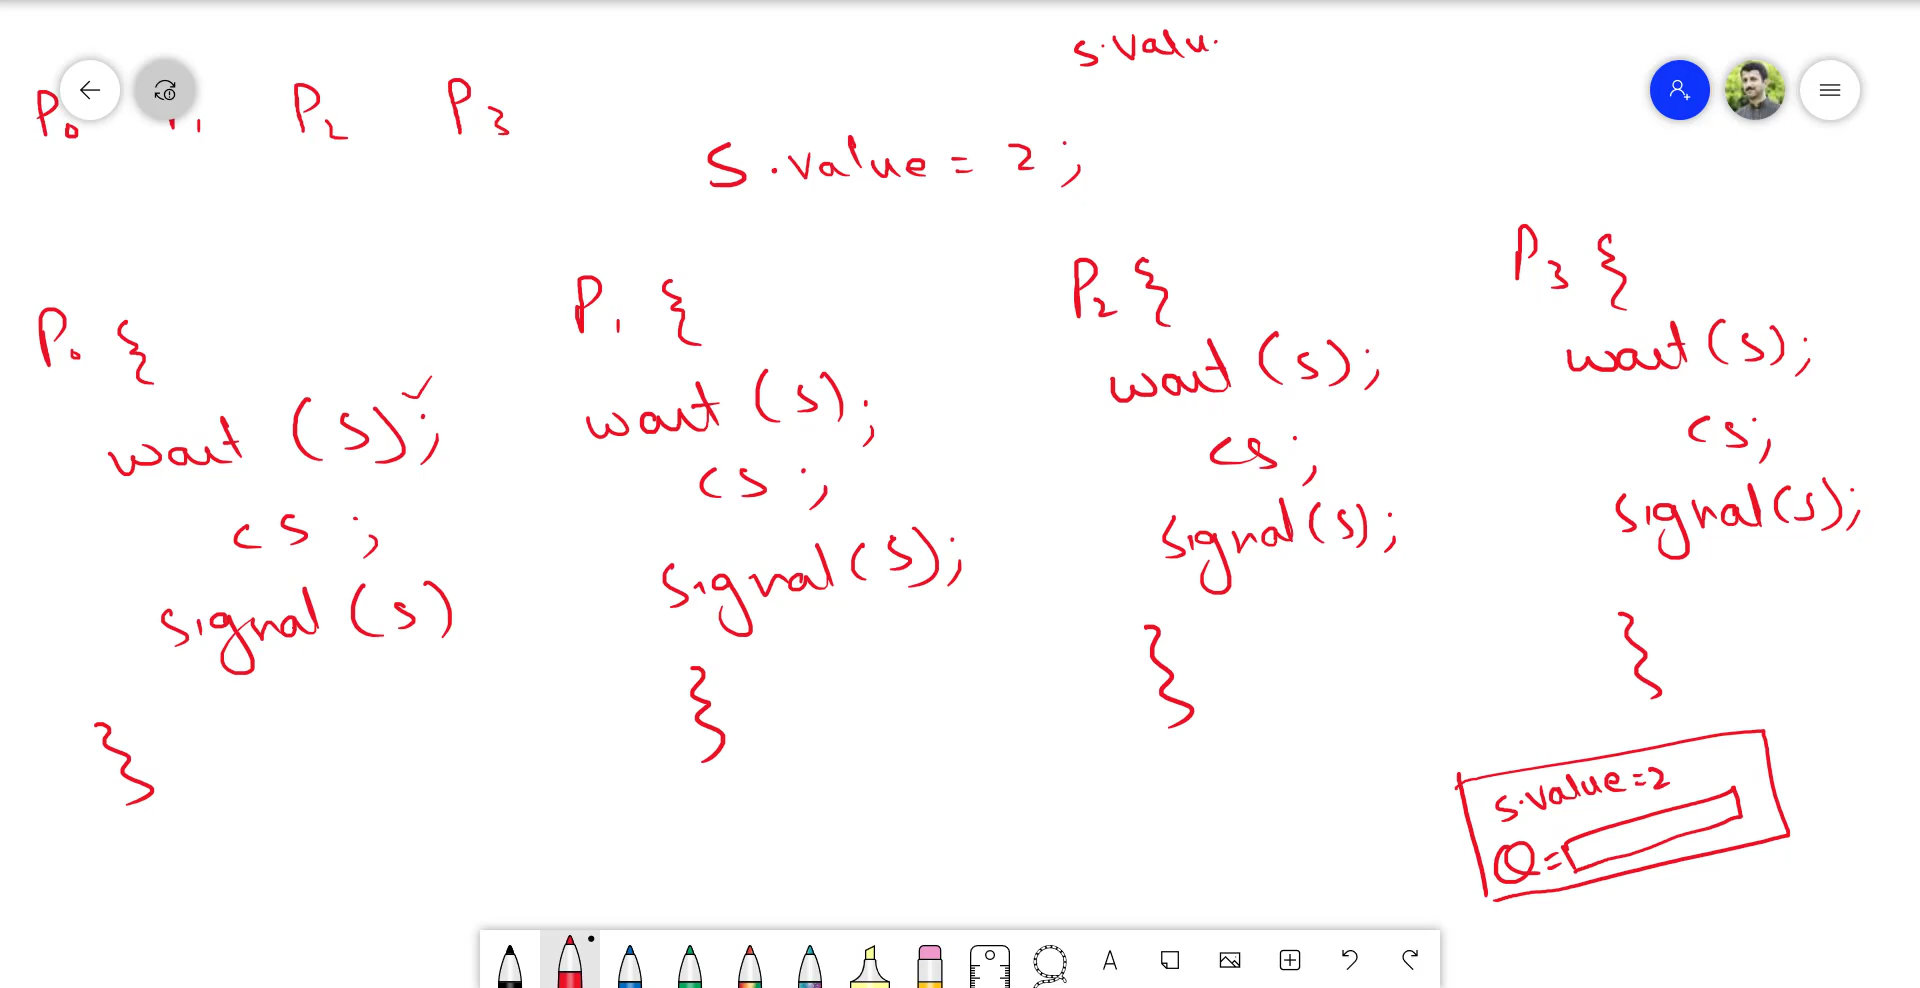 s.valu.
P0 P1 P2 P3
S.value = 2;
P0 {
wait (s);
cs ;
signal (s)
}
P1 {
wait (s);
cs ;
signal(s);
}
P2 {
wait (s);
cs ;
signal(s);
}
P3 {
wait (s);
cs;
signal(s);
}
s.value=2
Q=
A